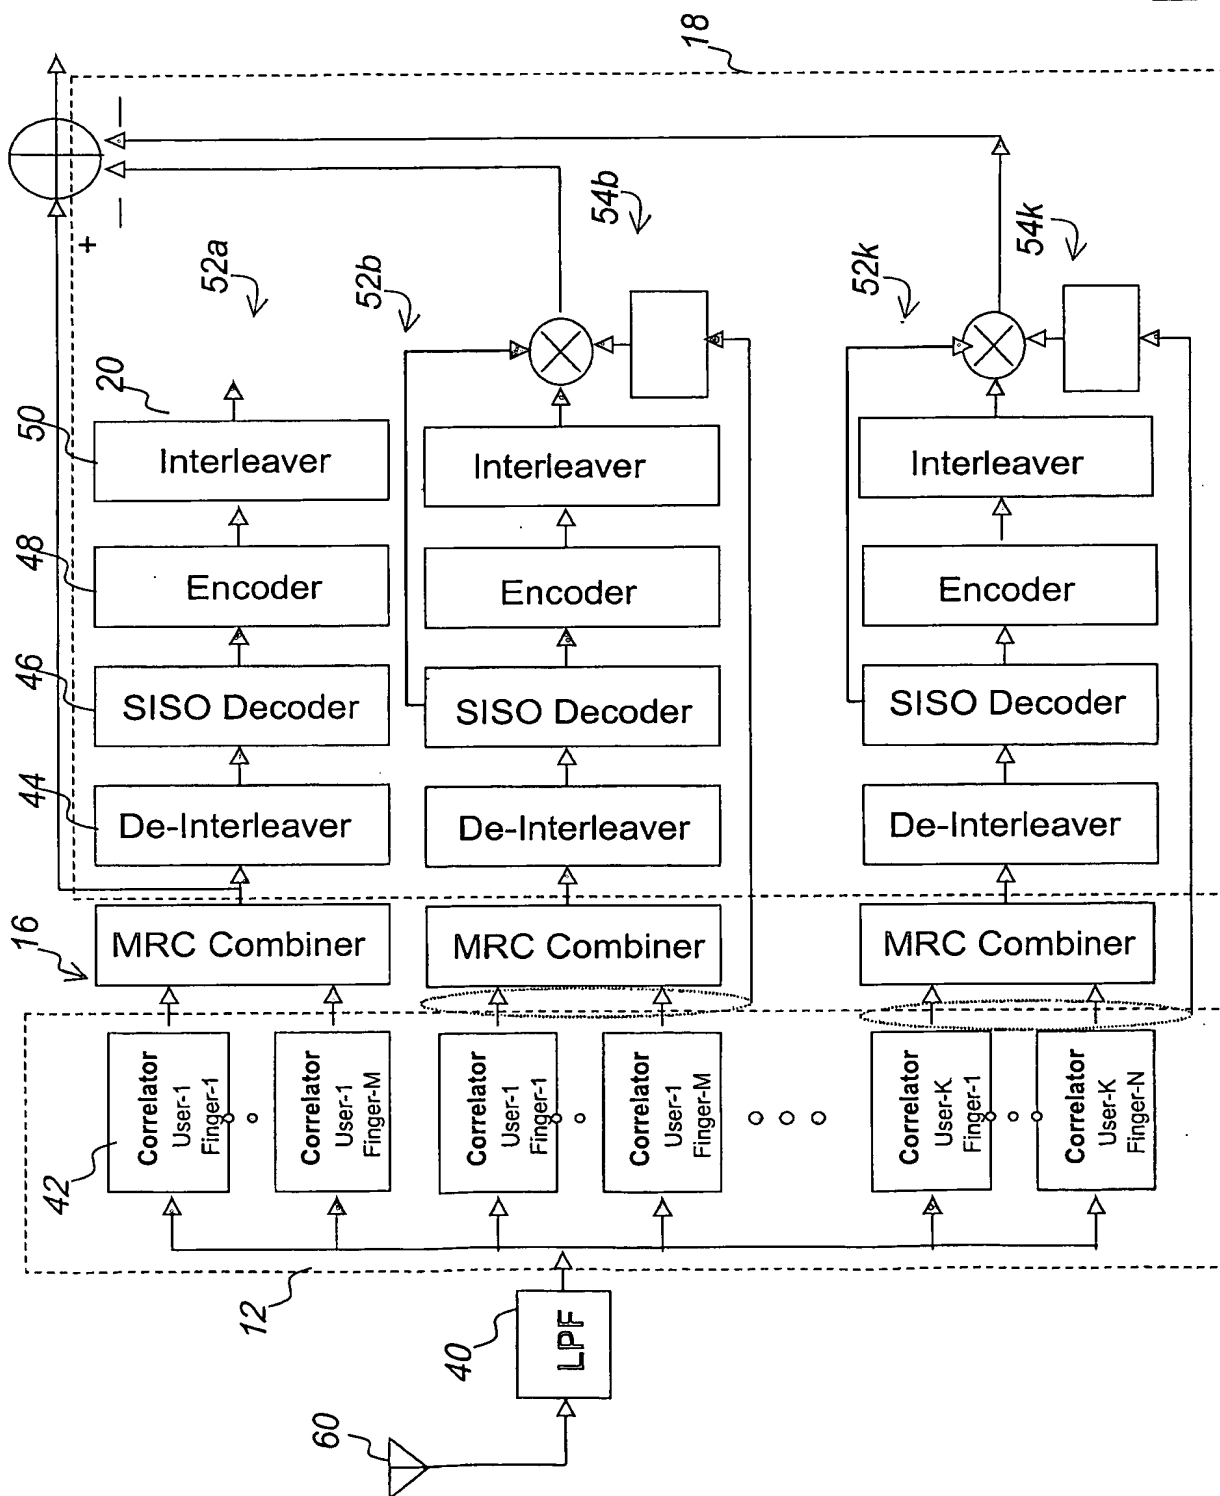 18
+
—
—
50
20
52a
Interleaver
48
Encoder
46
SISO Decoder
44
De-Interleaver
16
MRC Combiner
42
Correlator
User-1
Finger-1
Correlator
User-1
Finger-M
52b
54b
Interleaver
Encoder
SISO Decoder
De-Interleaver
MRC Combiner
Correlator
User-1
Finger-1
Correlator
User-1
Finger-M
52k
54k
Interleaver
Encoder
SISO Decoder
De-Interleaver
MRC Combiner
Correlator
User-K
Finger-1
Correlator
User-K
Finger-N
12
40
LPF
60